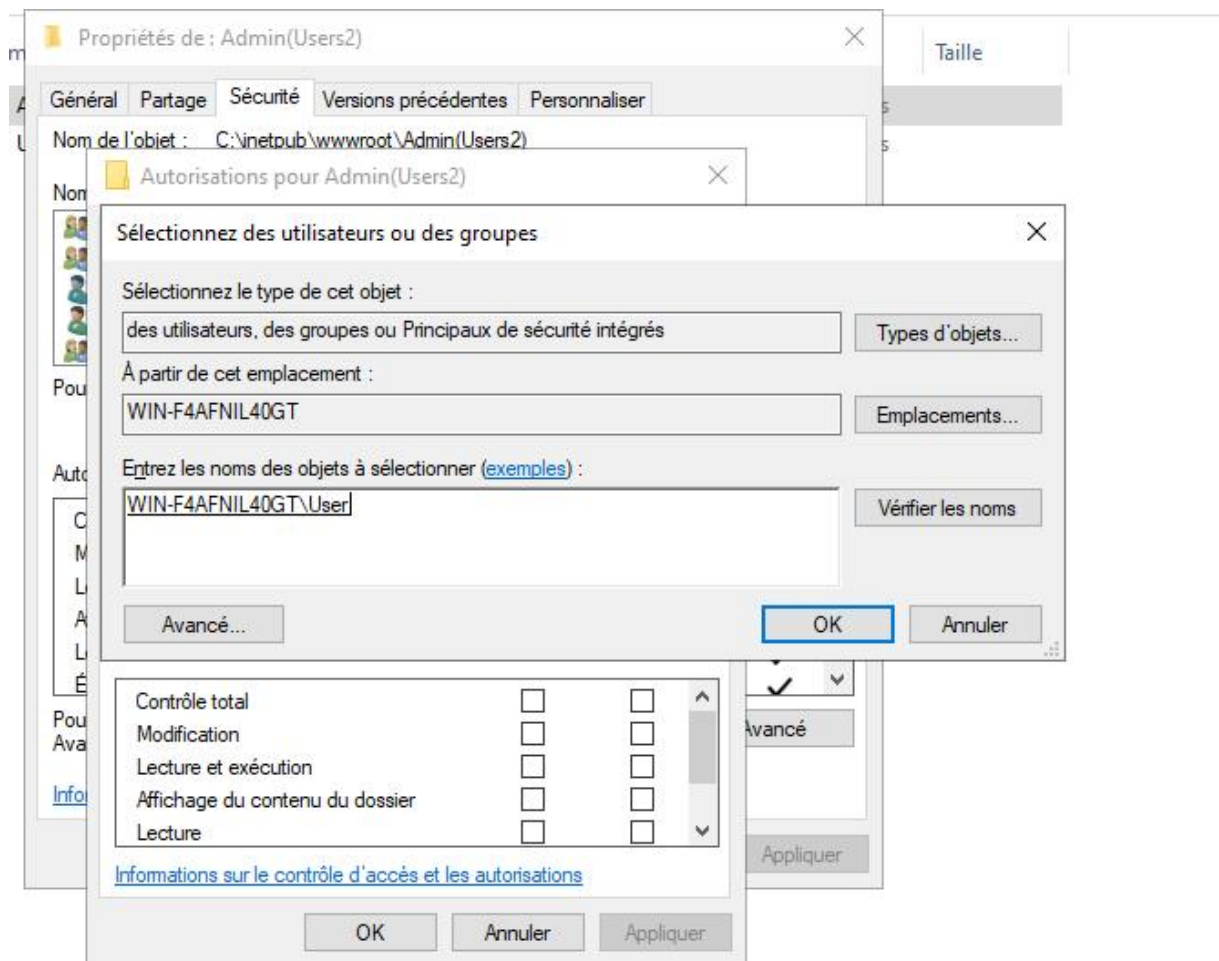 Propriétés de : Admin(Users2)
Taille
Général Partage Sécurité Versions précédentes Personnaliser
Nom de l'objet : C:\inetpub\wwwroot\Admin(Users2)
Autorisations pour Admin(Users2)
Sélectionnez des utilisateurs ou des groupes
Sélectionnez le type de cet objet :
des utilisateurs, des groupes ou Principaux de sécurité intégrés
Types d'objets...
À partir de cet emplacement :
WIN-F4AFNIL40GT
Emplacements...
Entrez les noms des objets à sélectionner (exemples) :
WIN-F4AFNIL40GT\User
Vérifier les noms
Avancé...
OK
Annuler
Contrôle total
Modification
Lecture et exécution
Affichage du contenu du dossier
Lecture
Informations sur le contrôle d'accès et les autorisations
OK
Annuler
Appliquer
Avancé
Appliquer